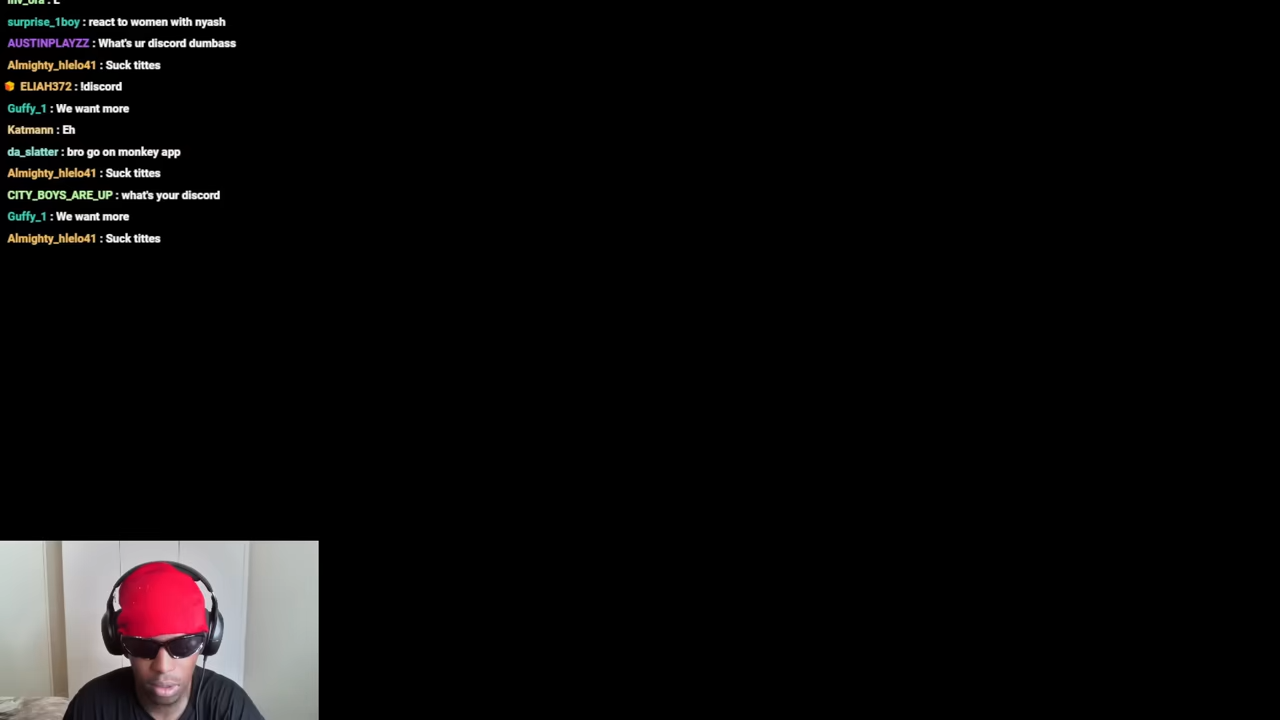 surprise_1boy : react to women with nyash
AUSTINPLAYZZ : What's ur discord dumbass
Almighty_hlelo41 : Suck tittes
ELIAH372 : !discord
Guffy_1 : We want more
Katmann : Eh
da_slatter : bro go on monkey app
Almighty_hlelo41 : Suck tittes
CITY_BOYS_ARE_UP : what's your discord
Guffy_1 : We want more
Almighty_hlelo41 : Suck tittes